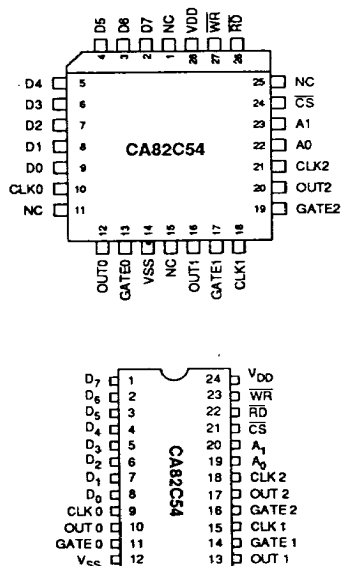 D5 D6 D7 NC VDD WR RD
4 3 2 1 28 27 26
D4 5 25 NC
D3 6 24 CS
D2 7 23 A1
D1 8 CA82C54 22 A0
D0 9 21 CLK2
CLK0 10 20 OUT2
NC 11 19 GATE2
12 13 14 15 16 17 18
OUT0 GATE0 VSS NC OUT1 GATE1 CLK1
D7 1 24 VDD
D6 2 23 WR
D5 3 22 RD
D4 4 21 CS
D3 5 20 A1
D2 6 19 A0
D1 7 18 CLK 2
D0 8 17 OUT 2
CLK 0 9 16 GATE 2
OUT 0 10 15 CLK 1
GATE 0 11 14 GATE 1
VSS 12 13 OUT 1
CA82C54